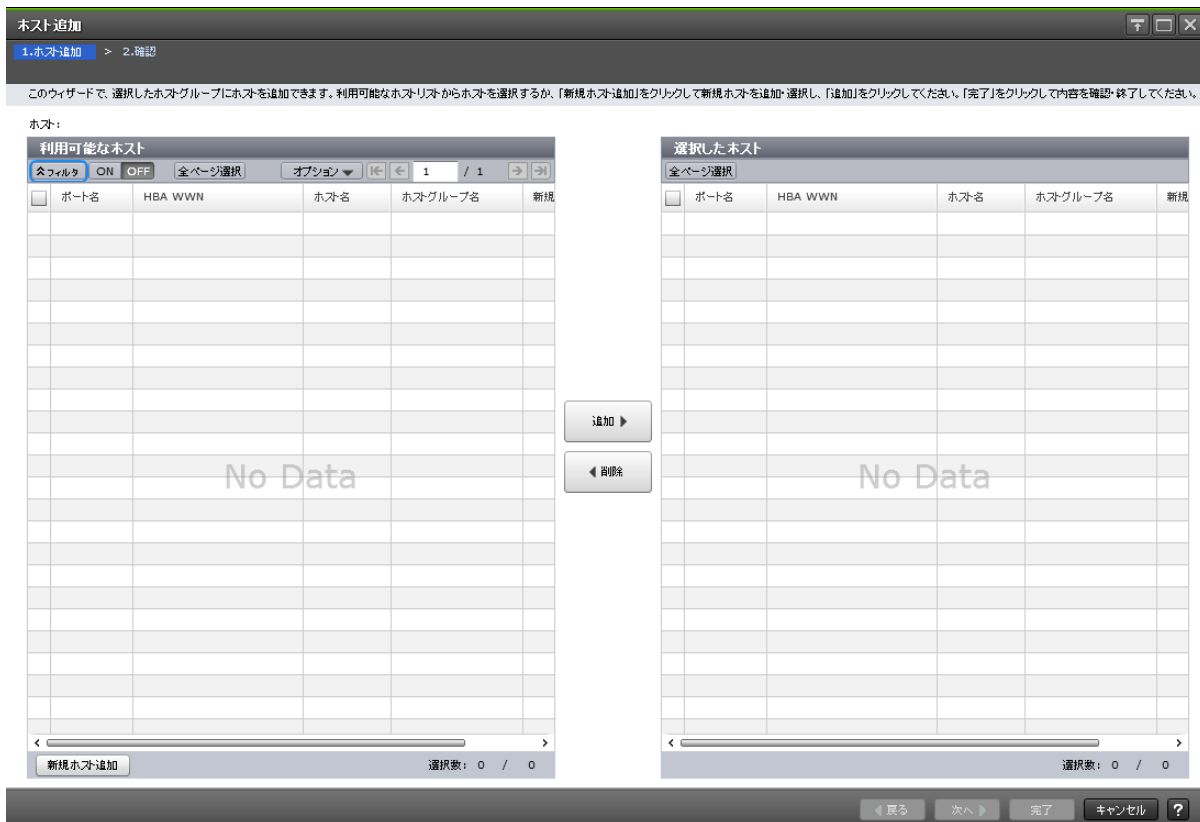 ホスト追加
1.ホスト追加 > 2.確認
このウィザードで、選択したホストグループにホストを追加できます。利用可能なホストリストからホストを選択するか、「新規ホスト追加」をクリックして新規ホストを追加・選択し、「追加」をクリックしてください。「完了」をクリックして内容を確認・終了してください。
ホスト:
利用可能なホスト
フィルタ ON OFF 全ページ選択 オプション 1 / 1
ポート名 HBA WWN ホスト名 ホストグループ名 新規
No Data
新規ホスト追加 選択数: 0 / 0
追加
削除
選択したホスト
全ページ選択
ポート名 HBA WWN ホスト名 ホストグループ名 新規
No Data
選択数: 0 / 0
戻る 次へ 完了 キャンセル ?